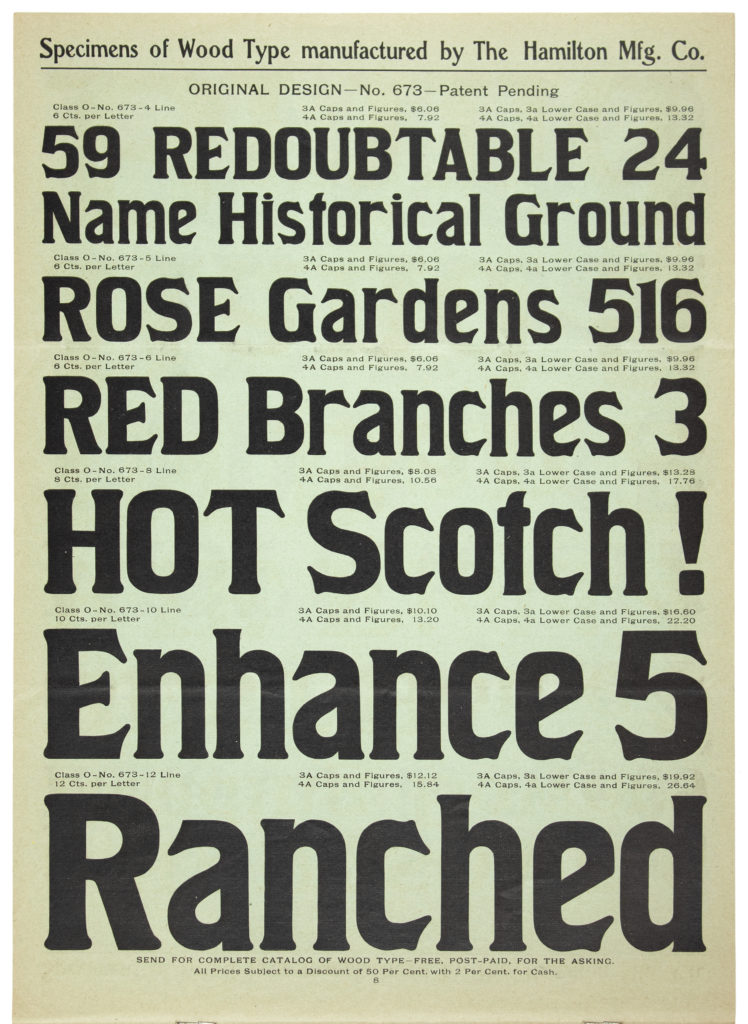 Specimens of Wood Type manufactured by The Hamilton Mfg. Co.
ORIGINAL DESIGN—No. 673—Patent Pending
Class O-No. 673-4 Line 3A Caps and Figures, $6.06 3A Caps, 3a Lower Case and Figures, $9.96
6 Cts. per Letter 4A Caps and Figures, 7.92 4A Caps, 4a Lower Case and Figures, 13.32
59 REDOUBTABLE 24
Name Historical Ground
Class O-No. 673-5 Line 3A Caps and Figures, $6.06 3A Caps, 3a Lower Case and Figures, $9.96
6 Cts. per Letter 4A Caps and Figures, 7.92 4A Caps, 4a Lower Case and Figures, 13.32
ROSE Gardens 516
Class O-No. 673-6 Line 3A Caps and Figures, $6.06 3A Caps, 3a Lower Case and Figures, $9.96
6 Cts. per Letter 4A Caps and Figures, 7.92 4A Caps, 4a Lower Case and Figures, 13.32
RED Branches 3
Class O-No. 673-8 Line 3A Caps and Figures, $8.08 3A Caps, 3a Lower Case and Figures, $13.28
8 Cts. per Letter 4A Caps and Figures, 10.56 4A Caps, 4a Lower Case and Figures, 17.76
HOT Scotch !
Class O-No. 673-10 Line 3A Caps and Figures, $10.10 3A Caps, 3a Lower Case and Figures, $16.60
10 Cts. per Letter 4A Caps and Figures, 13.20 4A Caps, 4a Lower Case and Figures, 22.20
Enhance 5
Class O-No. 673-12 Line 3A Caps and Figures, $12.12 3A Caps, 3a Lower Case and Figures, $19.92
12 Cts. per Letter 4A Caps and Figures, 15.84 4A Caps, 4a Lower Case and Figures, 26.64
Ranched
SEND FOR COMPLETE CATALOG OF WOOD TYPE—FREE, POST-PAID, FOR THE ASKING.
All Prices Subject to a Discount of 50 Per Cent. with 2 Per Cent. for Cash.
8